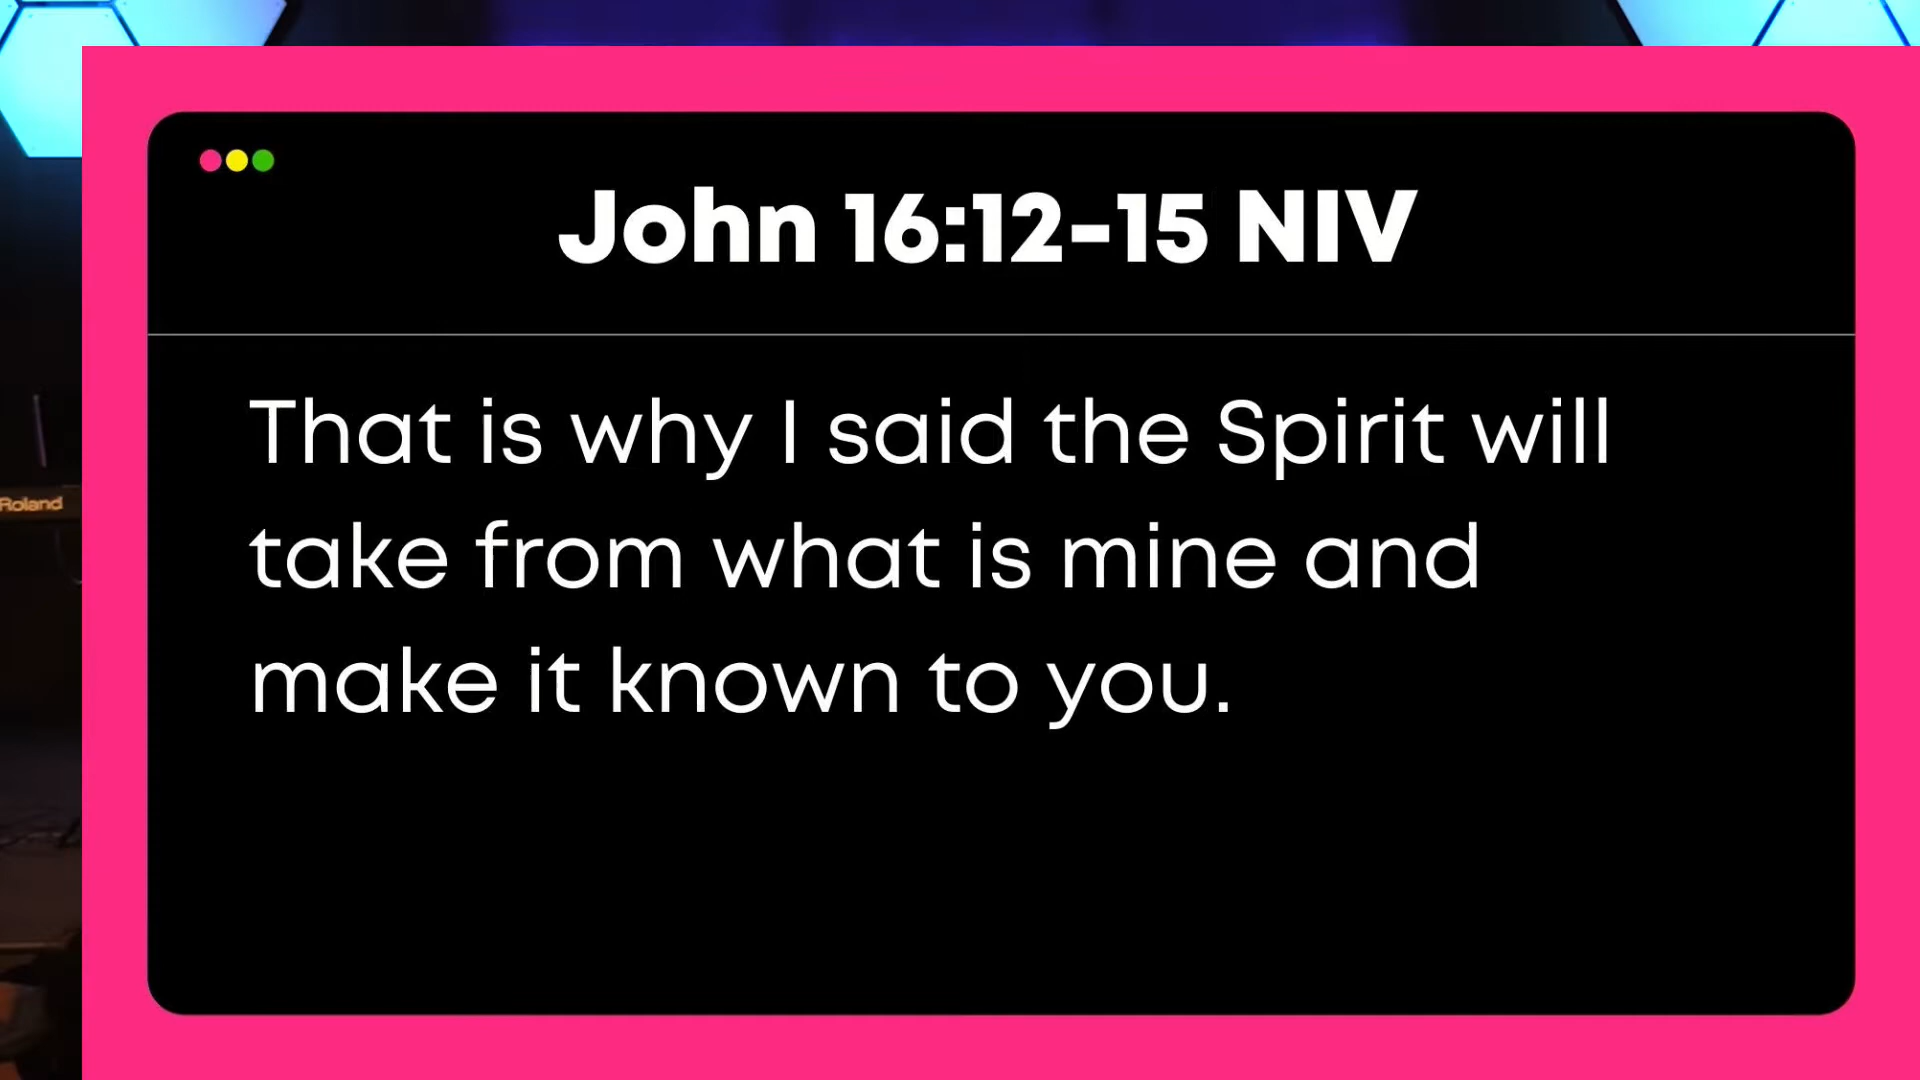 John 16:12-15 NIV
That is why I said the Spirit will
take from what is mine and
make it known to you.
Roland